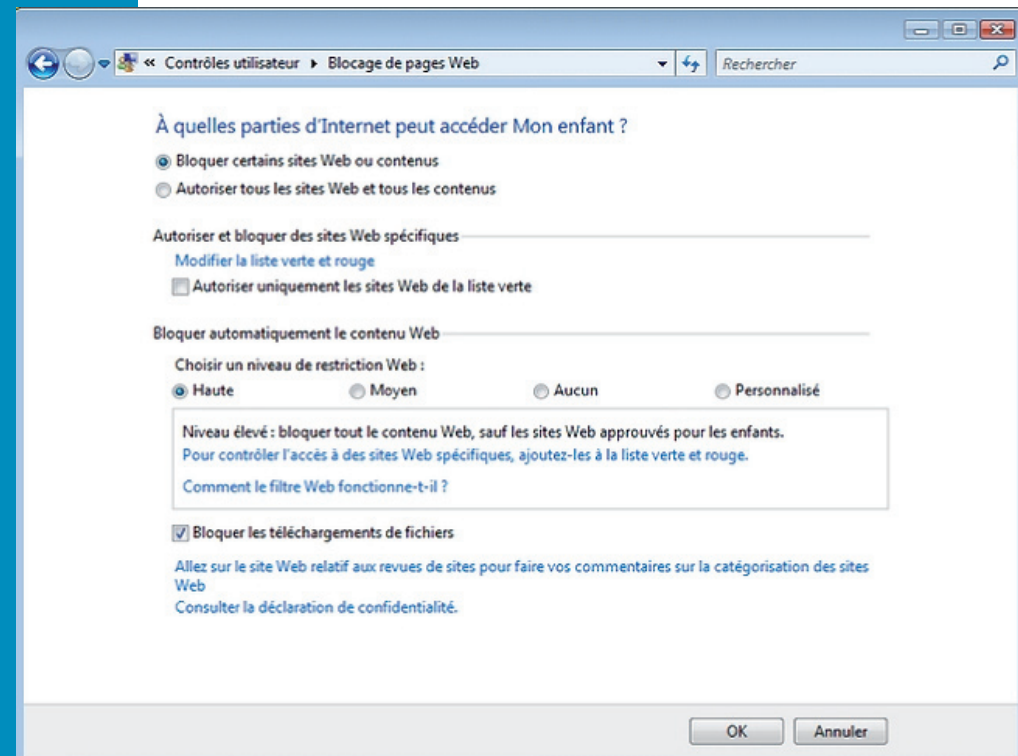 « Contrôles utilisateur ▸ Blocage de pages Web
Rechercher
À quelles parties d'Internet peut accéder Mon enfant ?
Bloquer certains sites Web ou contenus
Autoriser tous les sites Web et tous les contenus
Autoriser et bloquer des sites Web spécifiques
Modifier la liste verte et rouge
Autoriser uniquement les sites Web de la liste verte
Bloquer automatiquement le contenu Web
Choisir un niveau de restriction Web :
Haute Moyen Aucun Personnalisé
Niveau élevé : bloquer tout le contenu Web, sauf les sites Web approuvés pour les enfants.
Pour contrôler l'accès à des sites Web spécifiques, ajoutez-les à la liste verte et rouge.
Comment le filtre Web fonctionne-t-il ?
Bloquer les téléchargements de fichiers
Allez sur le site Web relatif aux revues de sites pour faire vos commentaires sur la catégorisation des sites
Web
Consulter la déclaration de confidentialité.
OK Annuler